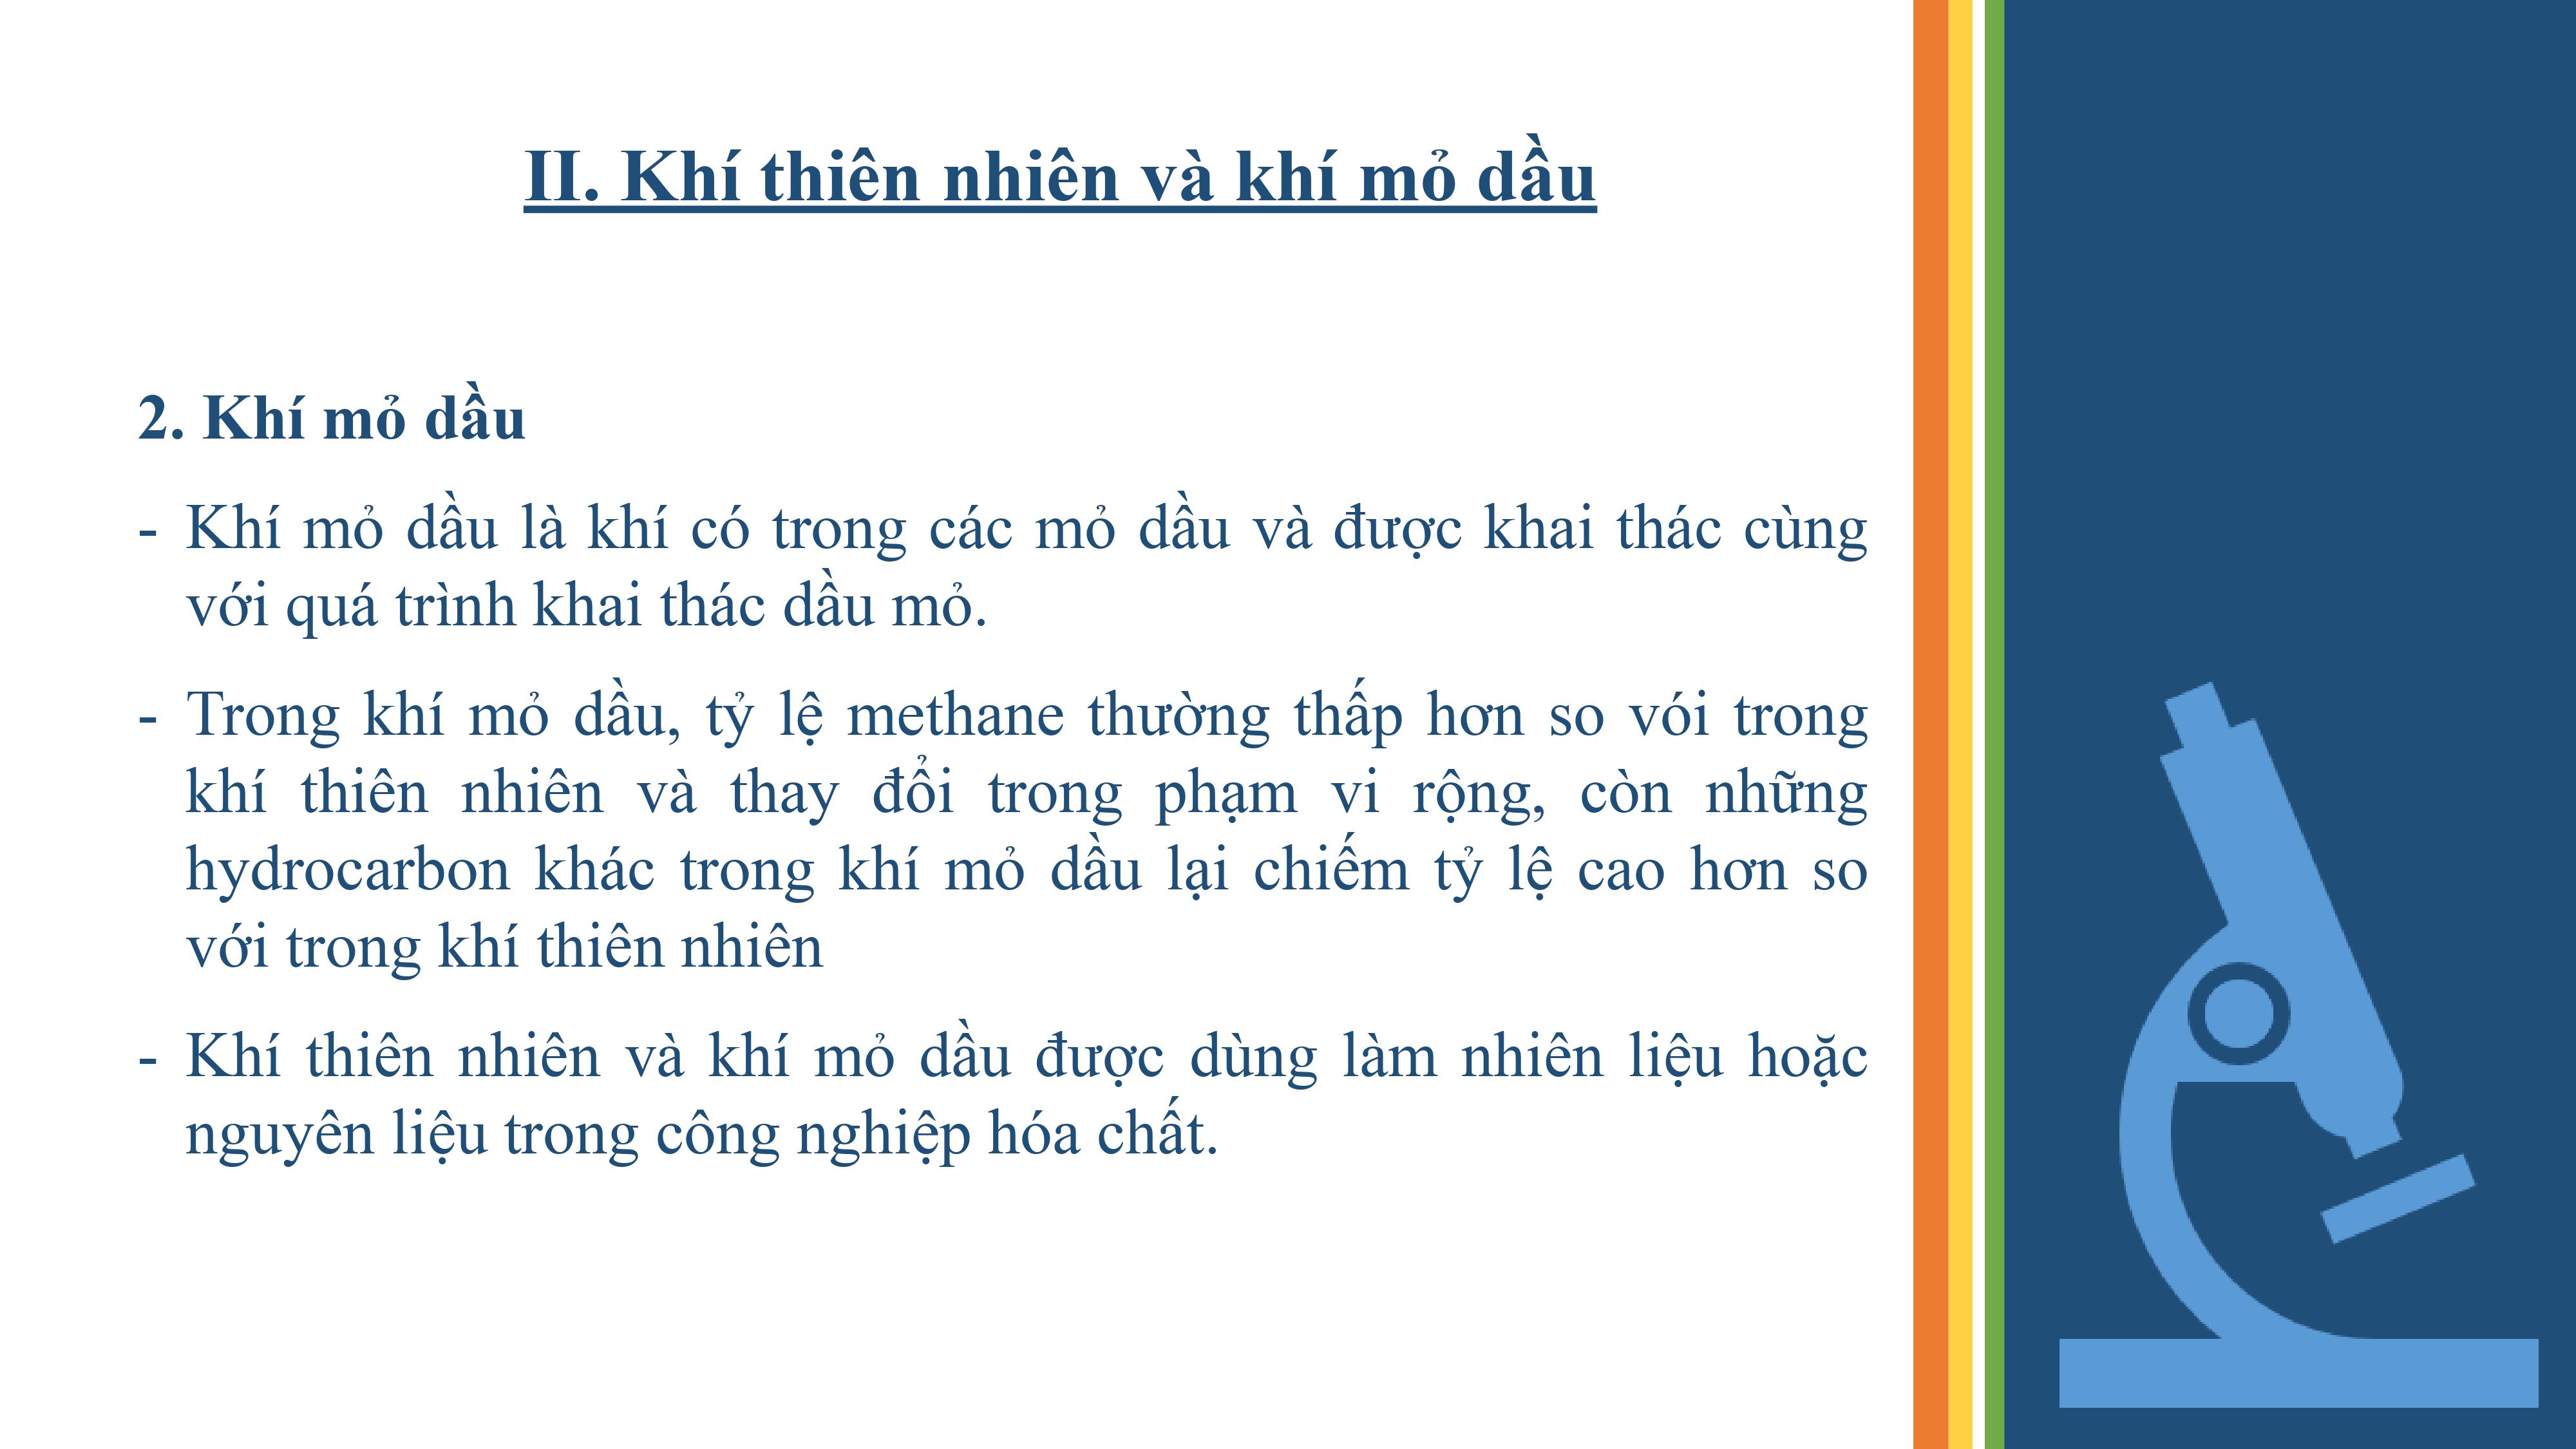 II. Khí thiên nhiên và khí mỏ dầu
2. Khí mỏ dầu
- Khí mỏ dầu là khí có trong các mỏ dầu và được khai thác cùng
với quá trình khai thác dầu mỏ.
- Trong khí mỏ dầu, tỷ lệ methane thường thấp hơn so vói trong
khí thiên nhiên và thay đổi trong phạm vi rộng, còn những
hydrocarbon khác trong khí mỏ dầu lại chiếm tỷ lệ cao hơn so
với trong khí thiên nhiên
- Khí thiên nhiên và khí mỏ dầu được dùng làm nhiên liệu hoặc
nguyên liệu trong công nghiệp hóa chất.